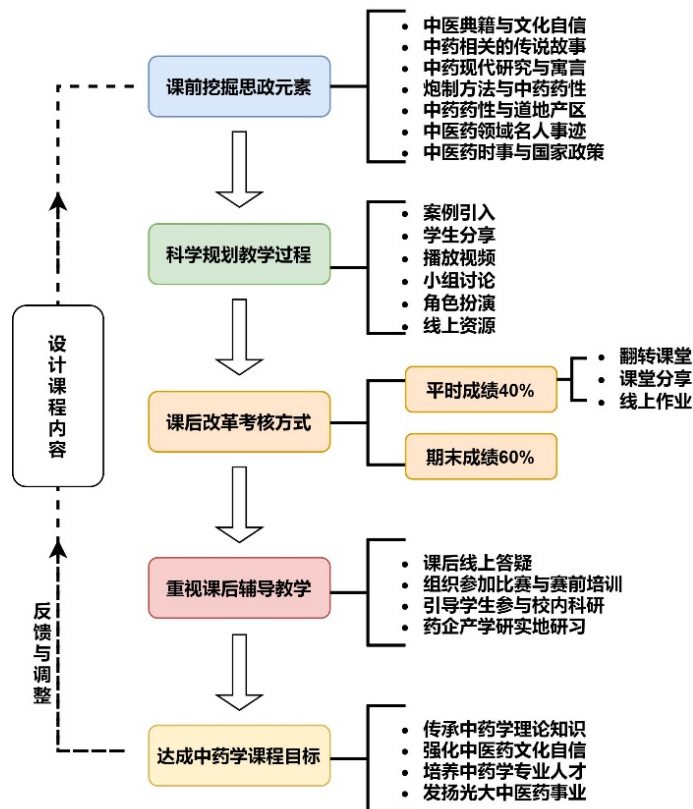 中医典籍与文化自信
中药相关的传说故事
中药现代研究与寓言
炮制方法与中药药性
中药药性与道地产区
中医药领域名人事迹
中医药时事与国家政策
课前挖掘思政元素
案例引入
学生分享
播放视频
小组讨论
角色扮演
线上资源
科学规划教学过程
设计课程内容
翻转课堂
课堂分享
线上作业
平时成绩40%
课后改革考核方式
期末成绩60%
课后线上答疑
组织参加比赛与赛前培训
引导学生参与校内科研
药企产学研实地研习
重视课后辅导教学
反馈与调整
传承中药学理论知识
强化中医药文化自信
培养中药学专业人才
发扬光大中医药事业
达成中药学课程目标